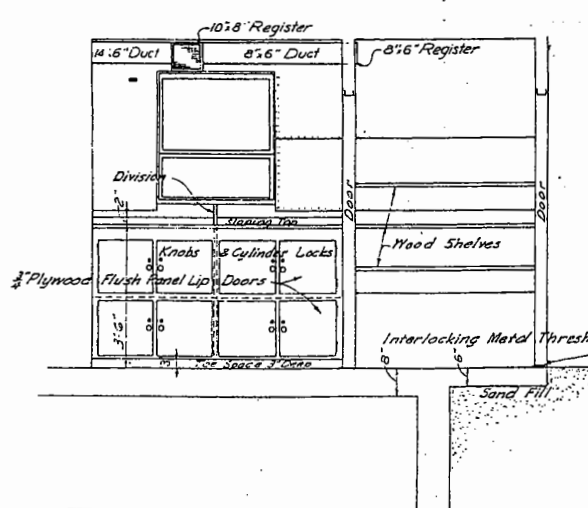 10"x8" Register
14"x6" Duct
8"x6" Duct
8"x6" Register
Division
Door
Door
Sloping Top
Wood Shelves
Knobs & Cylinder Locks
3/4" Plywood Flush Panel Lip Doors
3'6"
Interlocking Metal Thresh
Toe Space 3" Deep
8"
6"
Sand Fill